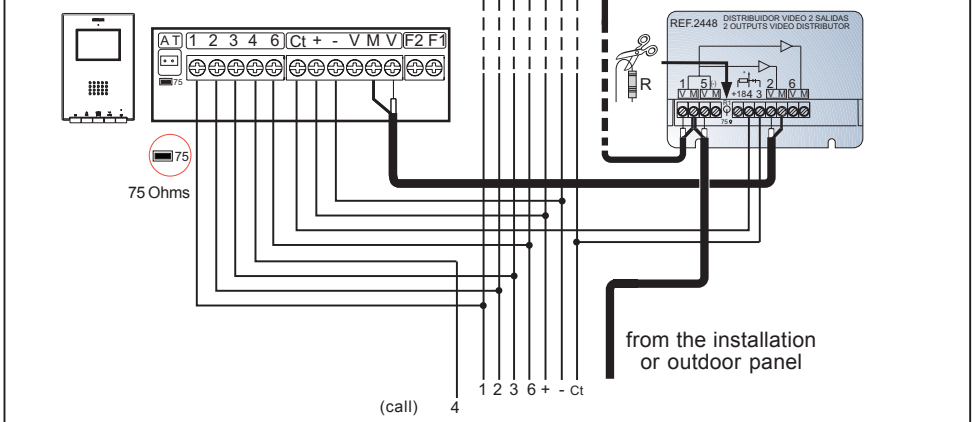 AT 1 2 3 4 6 Ct + - V M V F2 F1
75
75
75 Ohms
REF.2448 DISTRIBUIDOR VIDEO 2 SALIDAS
2 OUTPUTS VIDEO DISTRIBUTOR
R
1 5 +18 4 3 2 6
V M V M V M V M
75
from the installation
or outdoor panel
1 2 3 6 + - Ct
(call) 4